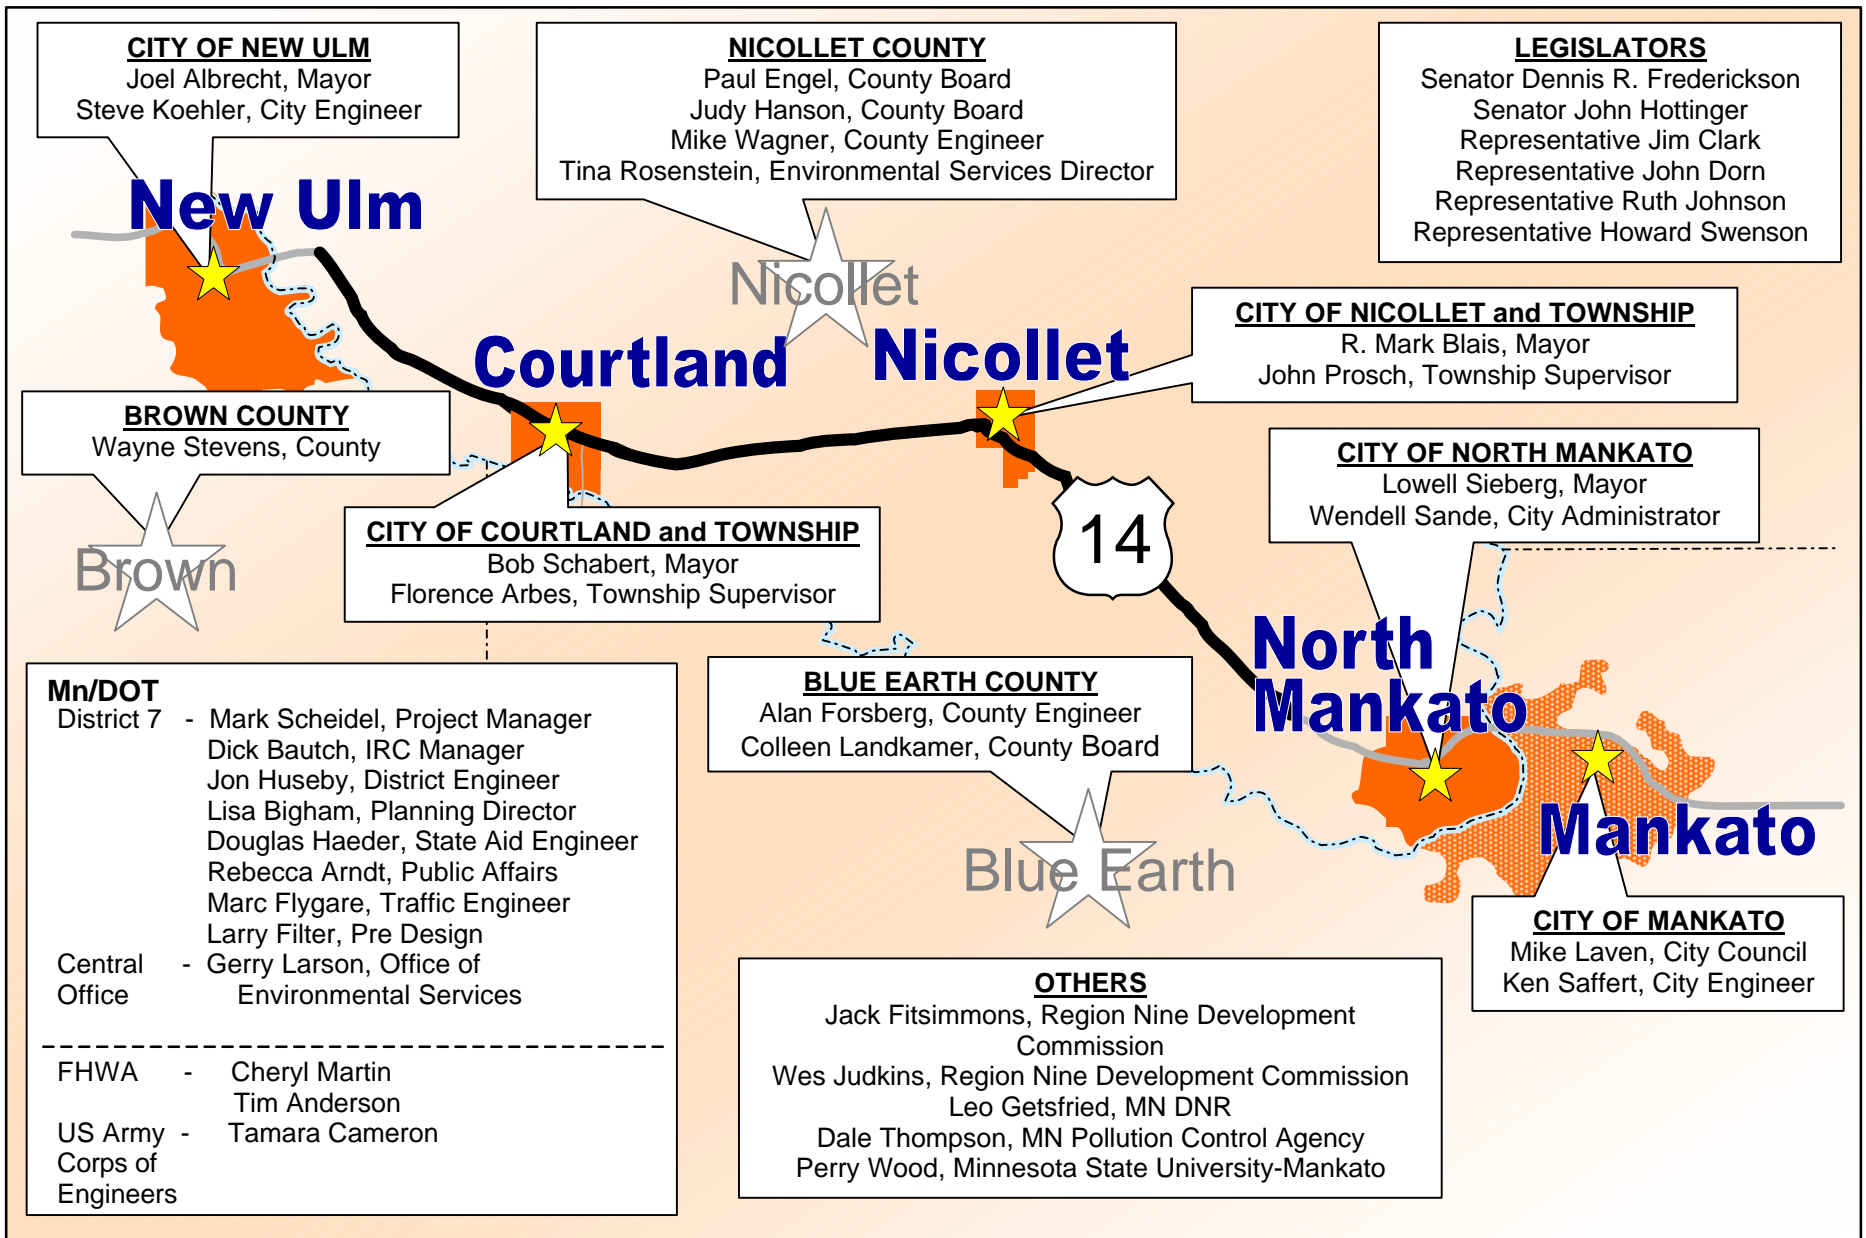 CITY OF NEW ULM
Joel Albrecht, Mayor
Steve Koehler, City Engineer
NICOLLET COUNTY
Paul Engel, County Board
Judy Hanson, County Board
Mike Wagner, County Engineer
Tina Rosenstein, Environmental Services Director
LEGISLATORS
Senator Dennis R. Frederickson
Senator John Hottinger
Representative Jim Clark
Representative John Dorn
Representative Ruth Johnson
Representative Howard Swenson
New Ulm
Nicollet
CITY OF NICOLLET and TOWNSHIP
R. Mark Blais, Mayor
John Prosch, Township Supervisor
Courtland
Nicollet
BROWN COUNTY
Wayne Stevens, County
Brown
CITY OF COURTLAND and TOWNSHIP
Bob Schabert, Mayor
Florence Arbes, Township Supervisor
14
CITY OF NORTH MANKATO
Lowell Sieberg, Mayor
Wendell Sande, City Administrator
North
Mankato
BLUE EARTH COUNTY
Alan Forsberg, County Engineer
Colleen Landkamer, County Board
Blue Earth
Mankato
CITY OF MANKATO
Mike Laven, City Council
Ken Saffert, City Engineer
Mn/DOT
District 7 - Mark Scheidel, Project Manager
Dick Bautch, IRC Manager
Jon Huseby, District Engineer
Lisa Bigham, Planning Director
Douglas Haeder, State Aid Engineer
Rebecca Arndt, Public Affairs
Marc Flygare, Traffic Engineer
Larry Filter, Pre Design
Central - Gerry Larson, Office of
Office Environmental Services
FHWA - Cheryl Martin
Tim Anderson
US Army - Tamara Cameron
Corps of
Engineers
OTHERS
Jack Fitsimmons, Region Nine Development
Commission
Wes Judkins, Region Nine Development Commission
Leo Getsfried, MN DNR
Dale Thompson, MN Pollution Control Agency
Perry Wood, Minnesota State University-Mankato